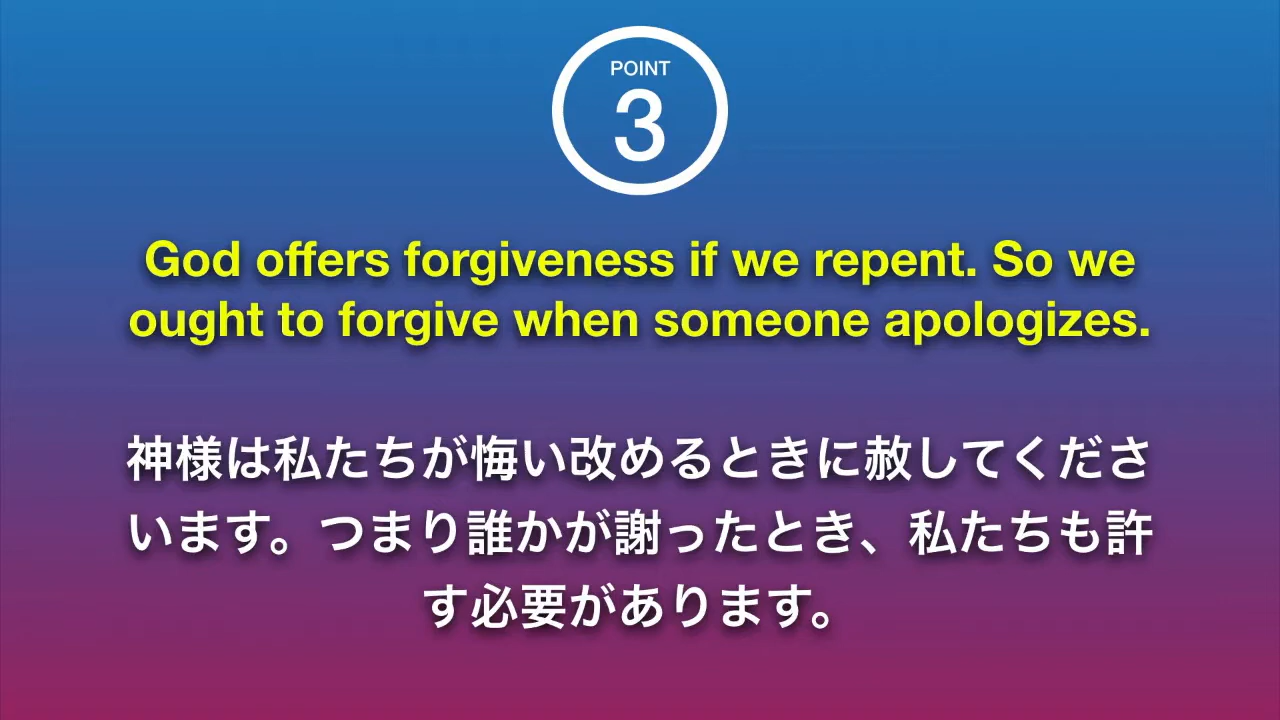 POINT
3
God offers forgiveness if we repent. So we
ought to forgive when someone apologizes.
神様は私たちが悔い改めるときに赦してくださ
います。つまり誰かが謝ったとき、私たちも許
す必要があります。